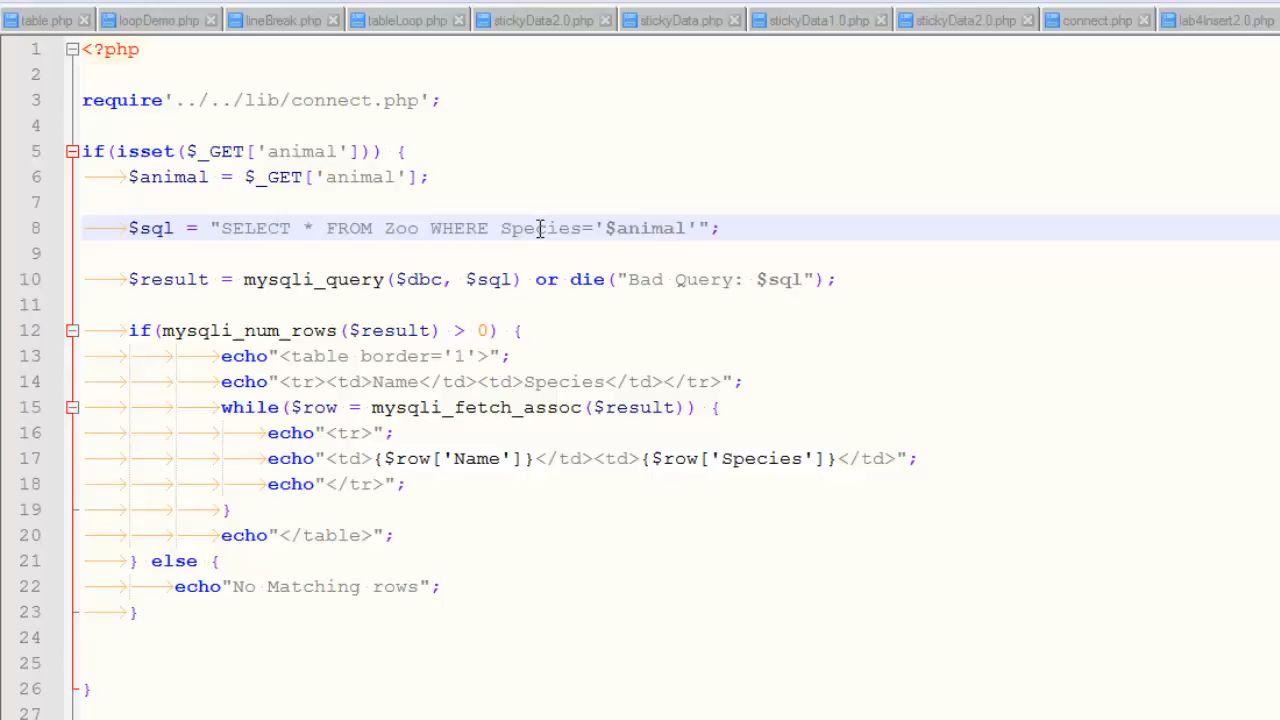 table.php loopDemo.php lineBreak.php tableLoop.php stickyData2.0.php stickyData.php stickyData1.0.php stickyData2.0.php connect.php lab4Insert2.0.php
1 <?php
2
3 require'../../lib/connect.php';
4
5 if(isset($_GET['animal'])) {
6 $animal = $_GET['animal'];
7
8 $sql = "SELECT * FROM Zoo WHERE Species='$animal'";
9
10 $result = mysqli_query($dbc, $sql) or die("Bad Query: $sql");
11
12 if(mysqli_num_rows($result) > 0) {
13 echo"<table border='1'>";
14 echo"<tr><td>Name</td><td>Species</td></tr>";
15 while($row = mysqli_fetch_assoc($result)) {
16 echo"<tr>";
17 echo"<td>{$row['Name']}</td><td>{$row['Species']}</td>";
18 echo"</tr>";
19 }
20 echo"</table>";
21 } else {
22 echo"No Matching rows";
23 }
24
25
26 }
27